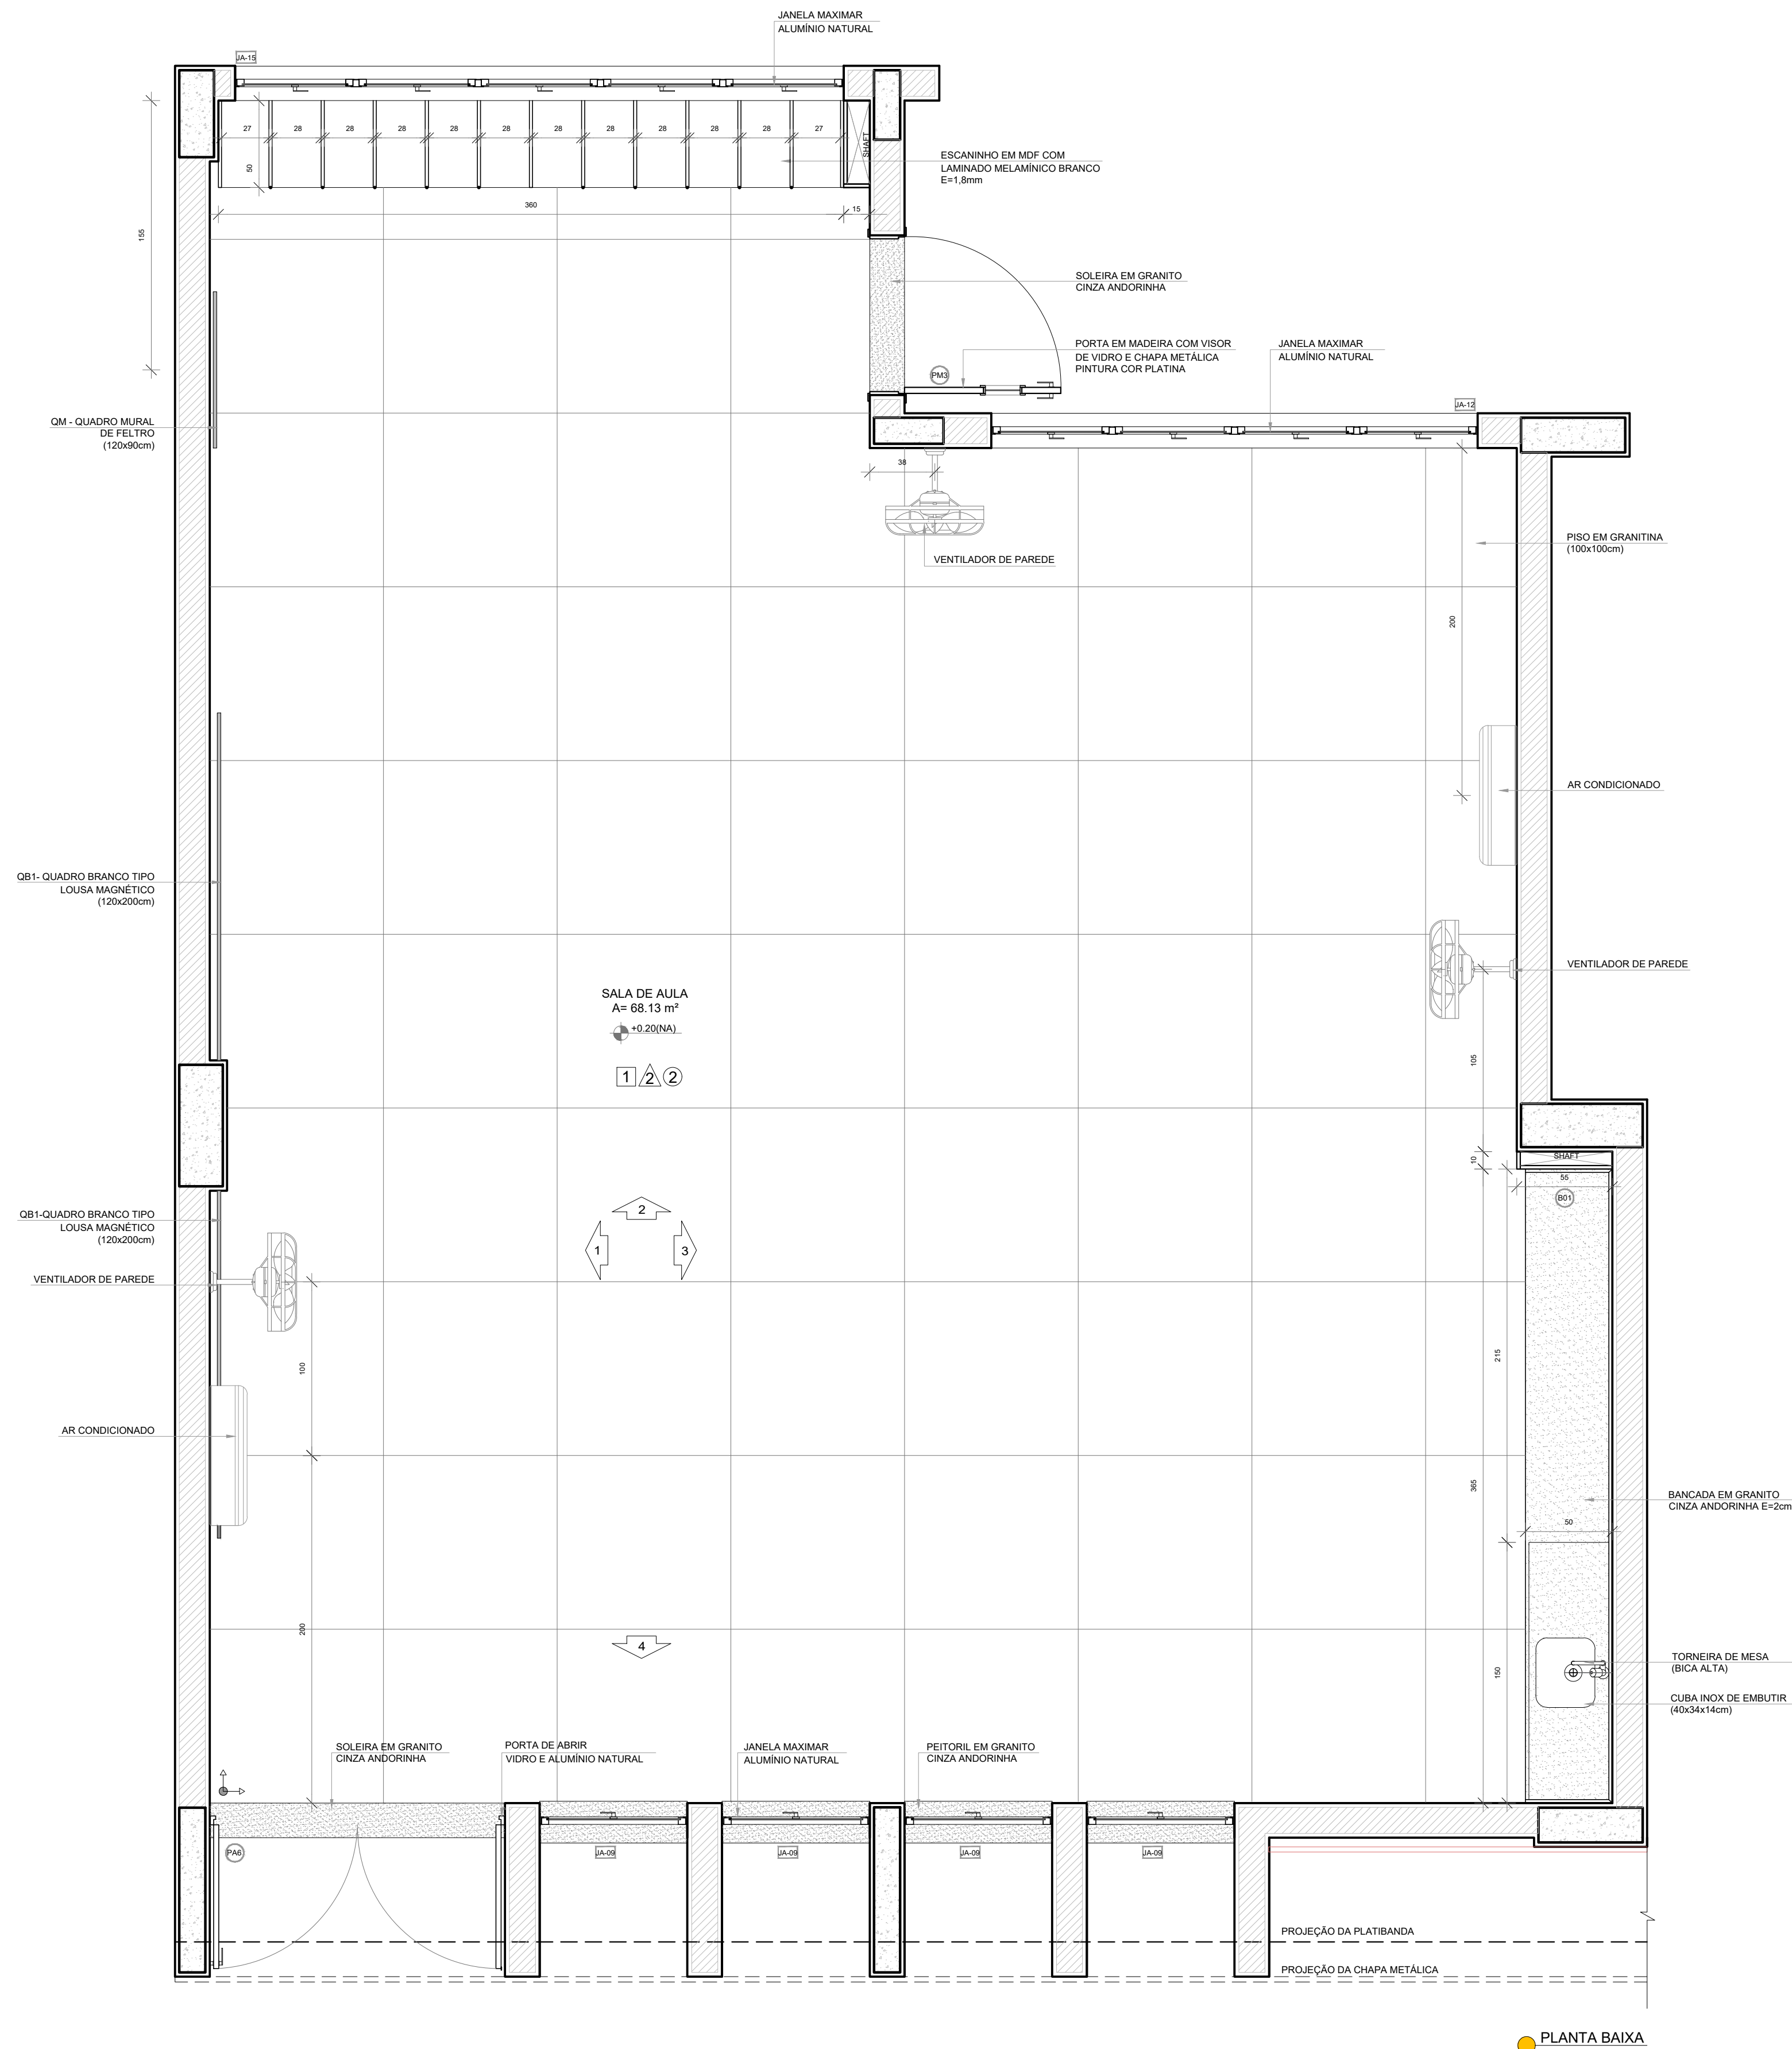 JANELA MAXIMAR
ALUMÍNIO NATURAL
JA-15
27
28
28
28
28
28
28
28
28
28
28
27
50
SHAFT
ESCANINHO EM MDF COM
LAMINADO MELAMÍNICO BRANCO
E=1,8mm
360
15
155
SOLEIRA EM GRANITO
CINZA ANDORINHA
PORTA EM MADEIRA COM VISOR
DE VIDRO E CHAPA METÁLICA
PINTURA COR PLATINA
JANELA MAXIMAR
ALUMÍNIO NATURAL
PM3
JA-12
QM - QUADRO MURAL
DE FELTRO
(120x90cm)
38
VENTILADOR DE PAREDE
PISO EM GRANITINA
(100x100cm)
200
AR CONDICIONADO
QB1- QUADRO BRANCO TIPO
LOUSA MAGNÉTICO
(120x200cm)
VENTILADOR DE PAREDE
SALA DE AULA
A= 68.13 m²
+0.20(NA)
1 2 2
105
10
SHAFT
55
B01
QB1-QUADRO BRANCO TIPO
LOUSA MAGNÉTICO
(120x200cm)
2
1
3
VENTILADOR DE PAREDE
100
215
AR CONDICIONADO
365
BANCADA EM GRANITO
CINZA ANDORINHA E=2cm
50
200
4
150
TORNEIRA DE MESA
(BICA ALTA)
CUBA INOX DE EMBUTIR
(40x34x14cm)
SOLEIRA EM GRANITO
CINZA ANDORINHA
PORTA DE ABRIR
VIDRO E ALUMÍNIO NATURAL
JANELA MAXIMAR
ALUMÍNIO NATURAL
PEITORIL EM GRANITO
CINZA ANDORINHA
PA6
JA-09
JA-09
JA-09
JA-09
PROJEÇÃO DA PLATIBANDA
PROJEÇÃO DA CHAPA METÁLICA
PLANTA BAIXA